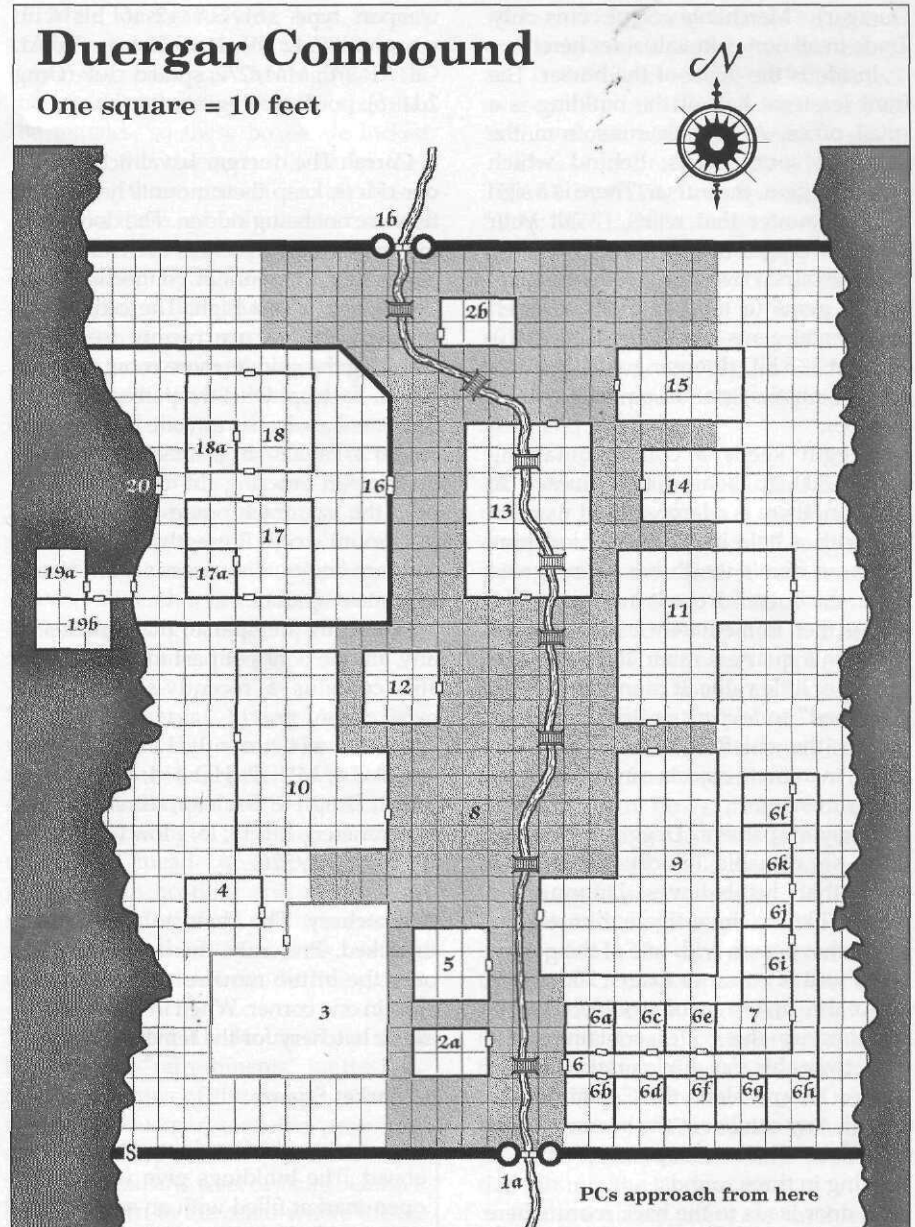 Duergar Compound
One square = 10 feet
N
1b
2b
15
18a
18
20
16
13
14
17
19a
17a
11
19b
12
10
8
6l
9
6k
4
6j
5
6i
3
6a
6c
6e
7
2a
6
6b
6d
6f
6g
6h
S
1a
PCs approach from here